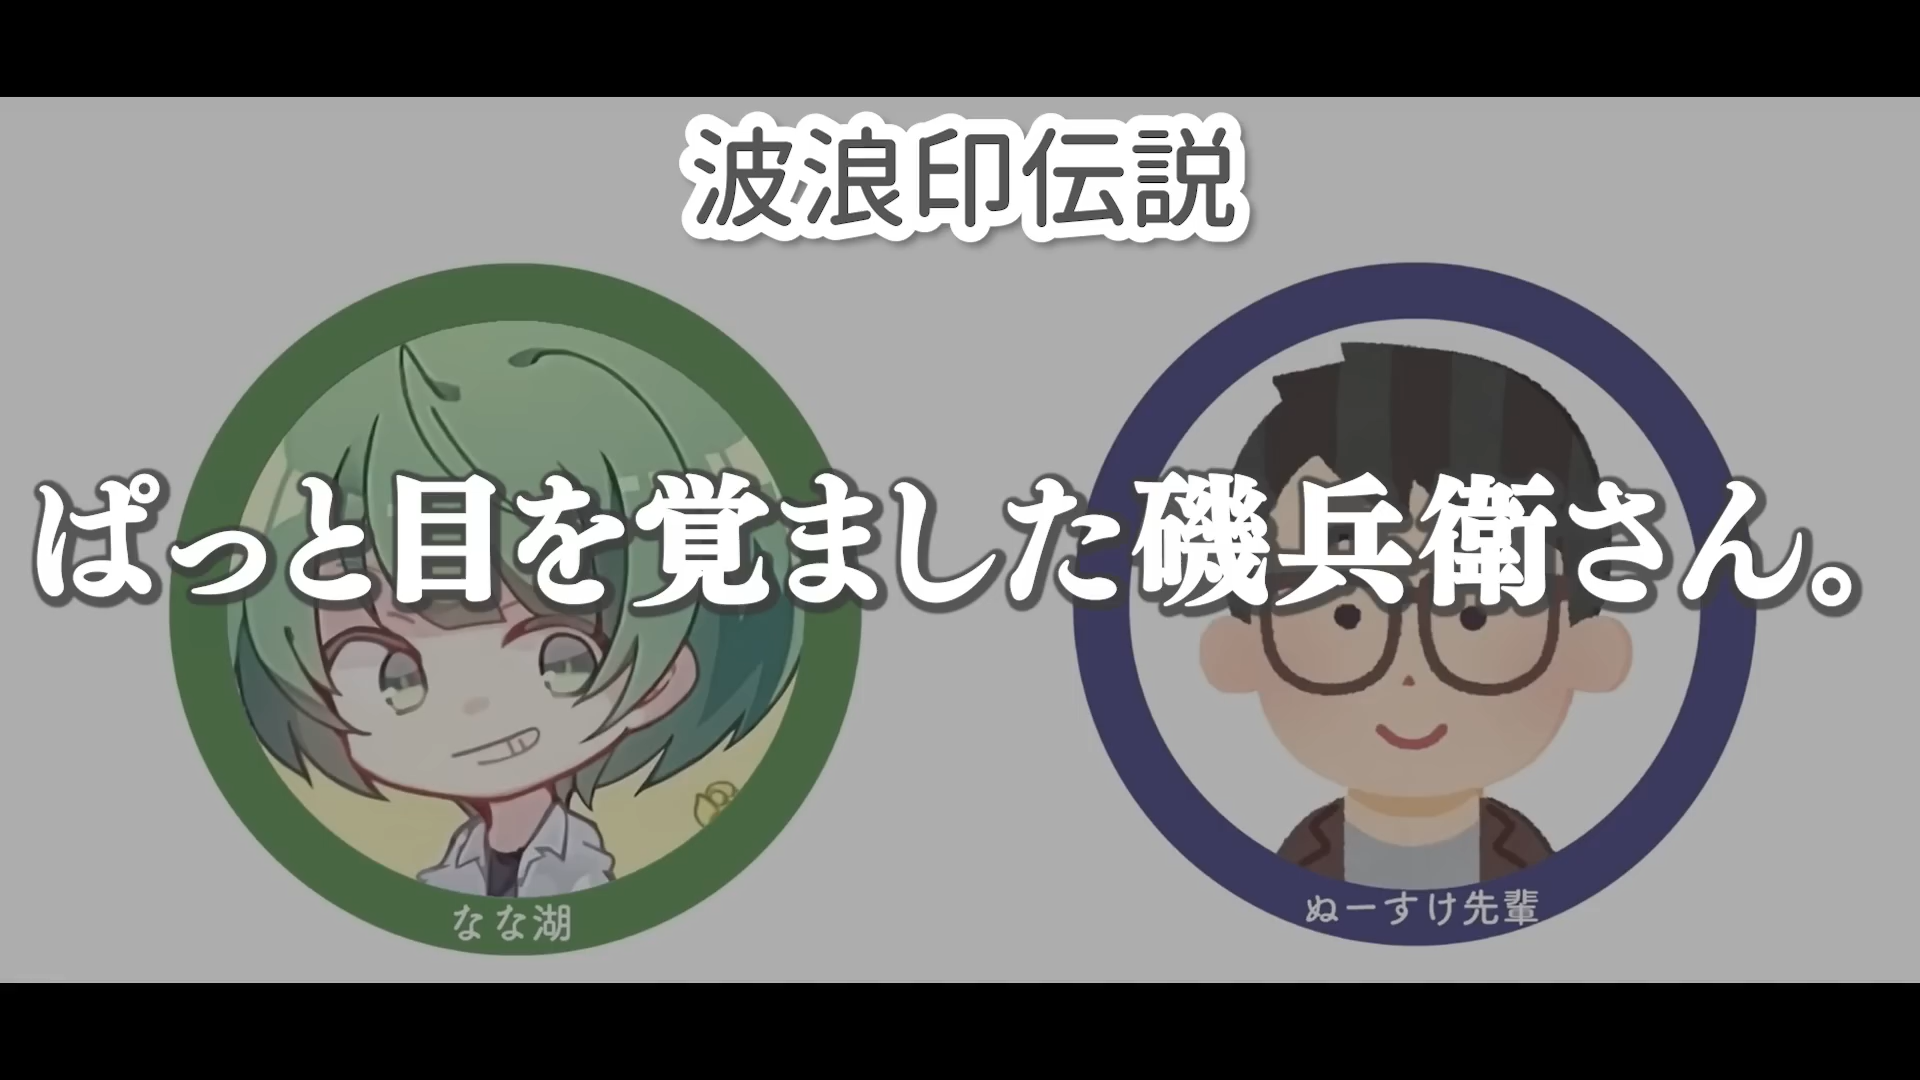 波浪印伝説
ぱっと目を覚ました磯兵衛さん。
なな湖
ぬーすけ先輩